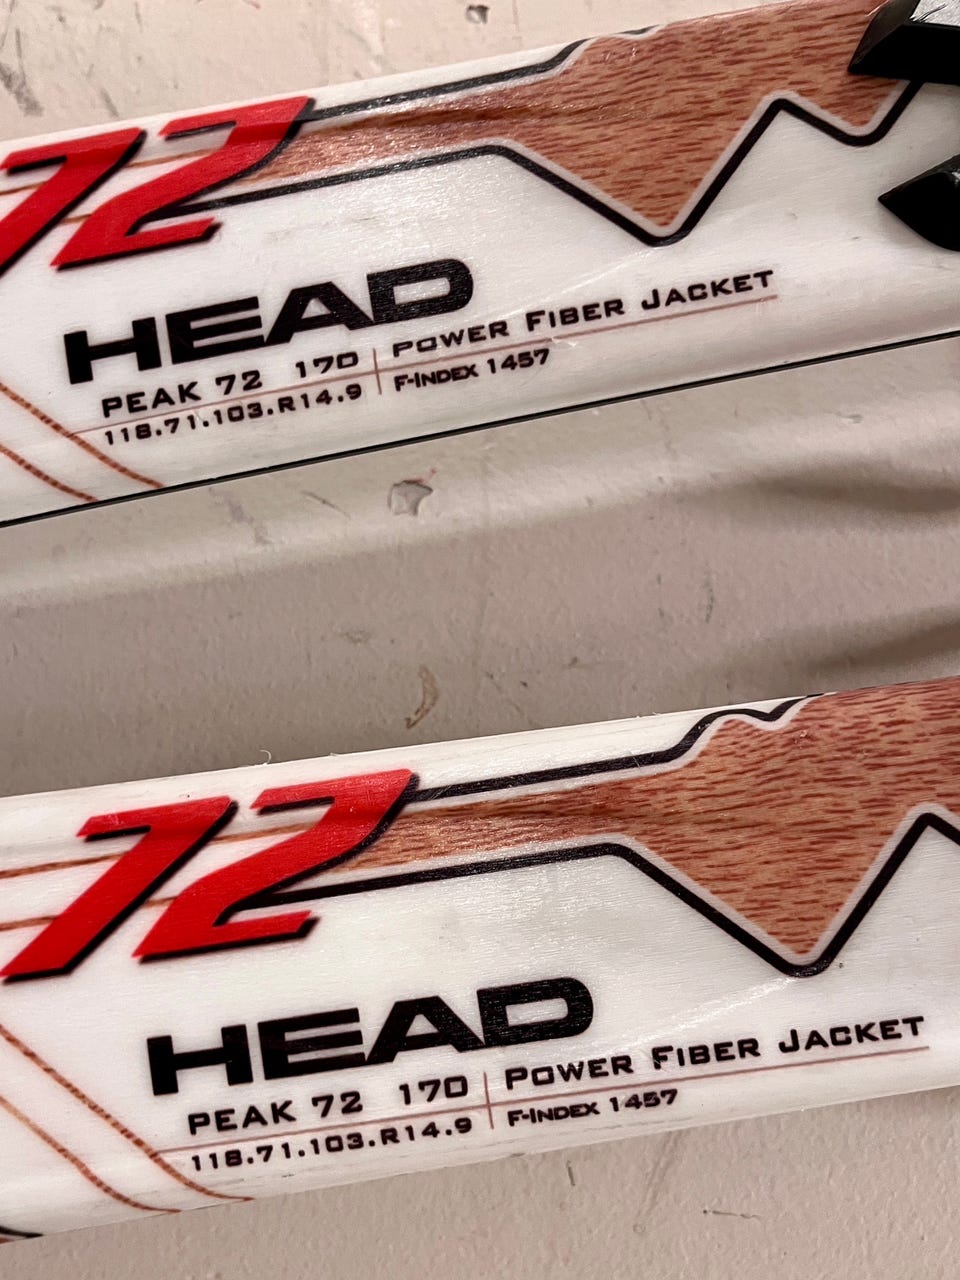 72
HEAD
PEAK 72 170
118.71.103.R14.9
POWER FIBER JACKET
F-INDEX 1457
72
HEAD
PEAK 72 170
118.71.103.R14.9
POWER FIBER JACKET
F-INDEX 1457